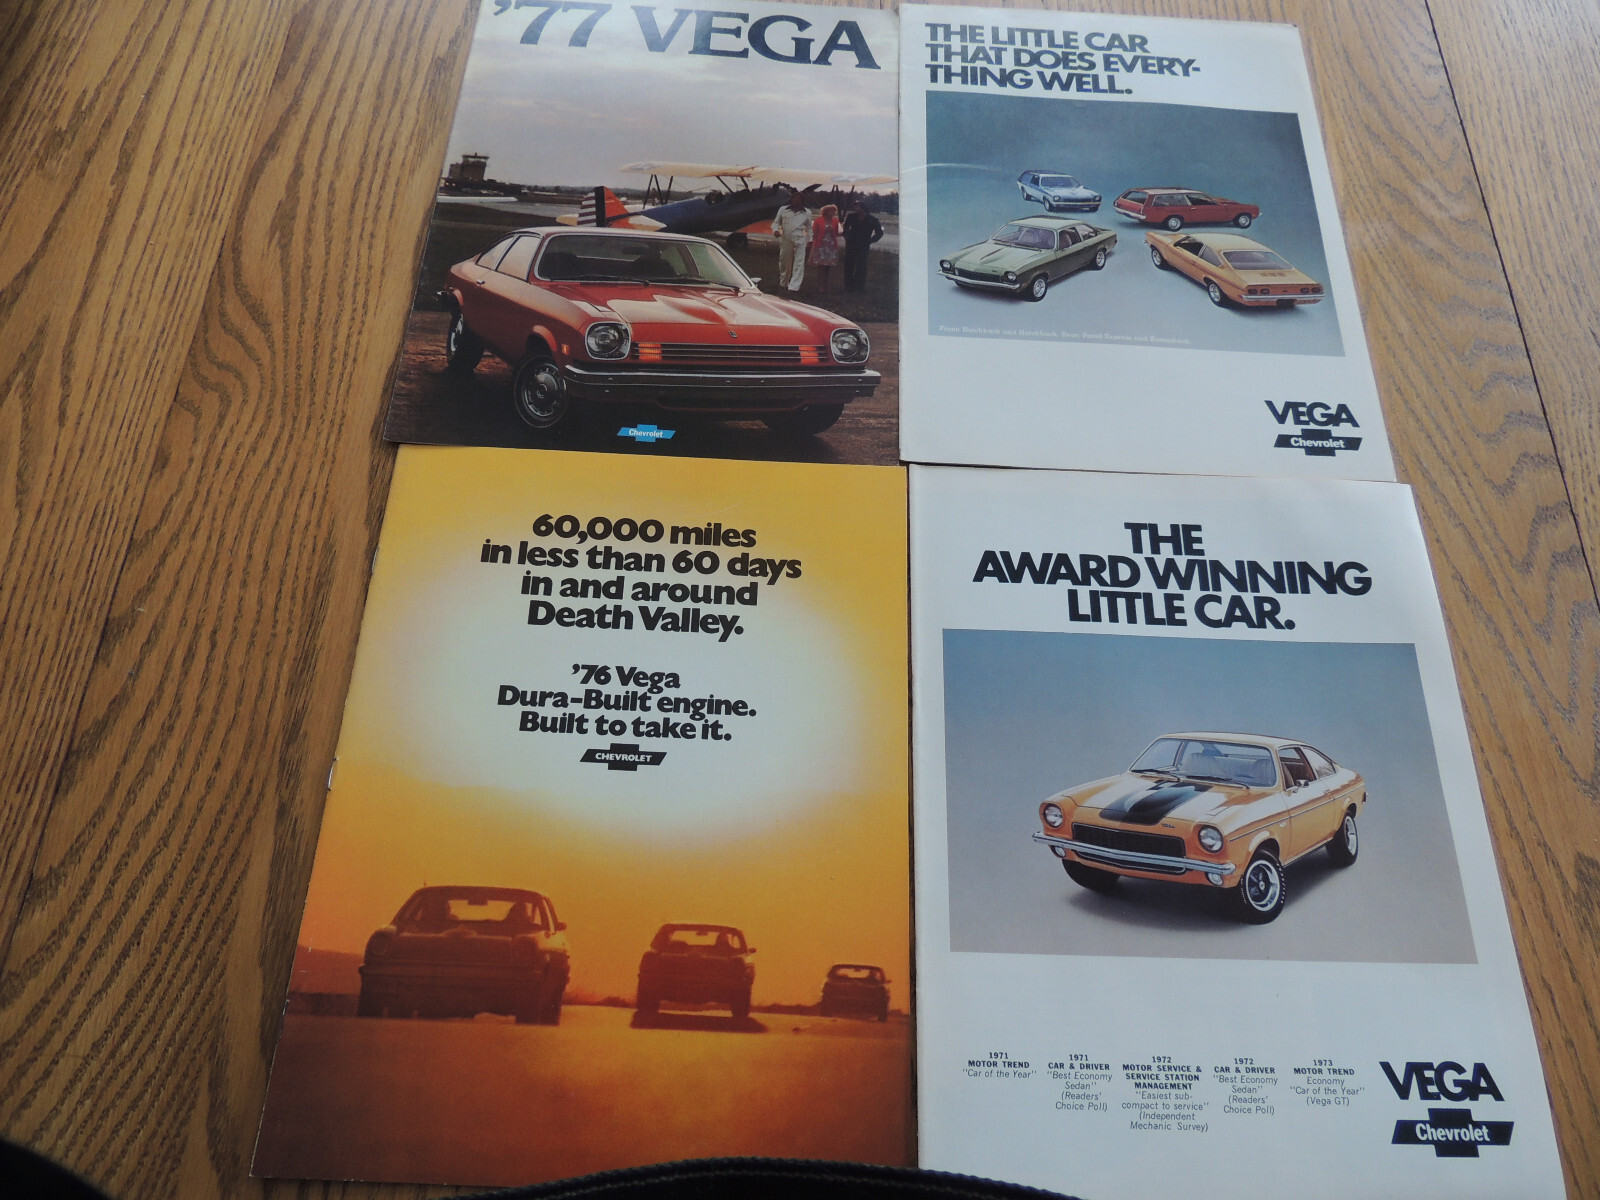 '77 VEGA
Chevrolet
THE LITTLE CAR
THAT DOES EVERY-
THING WELL.
VEGA
Chevrolet
60,000 miles
in less than 60 days
in and around
Death Valley.
'76 Vega
Dura-Built engine.
Built to take it.
CHEVROLET
THE
AWARD WINNING
LITTLE CAR.
1971
MOTOR TREND
"Car of the Year"
1971
CAR & DRIVER
"Best Economy
Sedan"
(Readers'
Choice Poll)
1972
MOTOR SERVICE &
SERVICE STATION
MANAGEMENT
"Easiest sub-
compact to service"
(Independent
Mechanic Survey)
1972
CAR & DRIVER
"Best Economy
Sedan"
(Readers'
Choice Poll)
1973
MOTOR TREND
Economy
"Car of the Year"
(Vega GT)
VEGA
Chevrolet